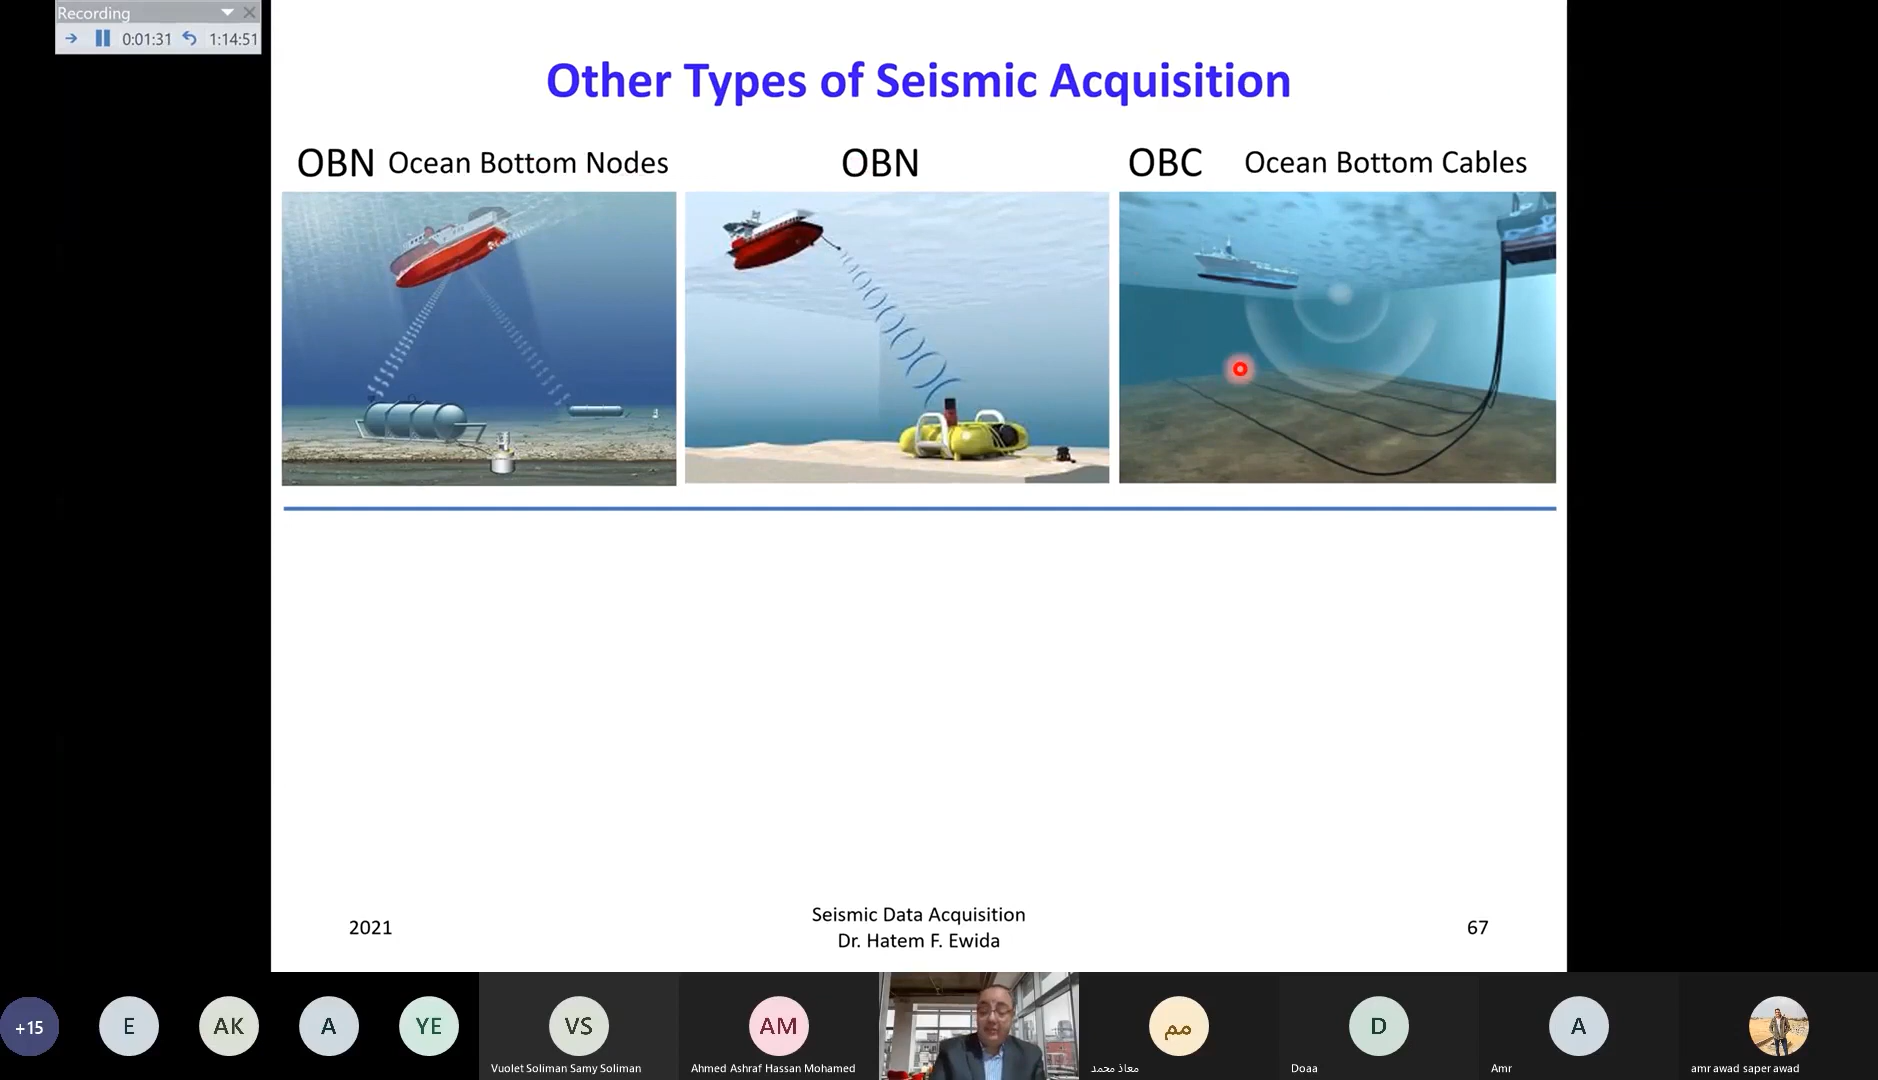 Recording
0:01:31 1:14:51
Other Types of Seismic Acquisition
OBN Ocean Bottom Nodes
OBN
OBC Ocean Bottom Cables
2021
Seismic Data Acquisition
Dr. Hatem F. Ewida
67
+15
E
AK
A
YE
VS
AM
مم
D
A
Vuolet Soliman Samy Soliman
Ahmed Ashraf Hassan Mohamed
معاذ محمد
Doaa
Amr
amr awad saper awad